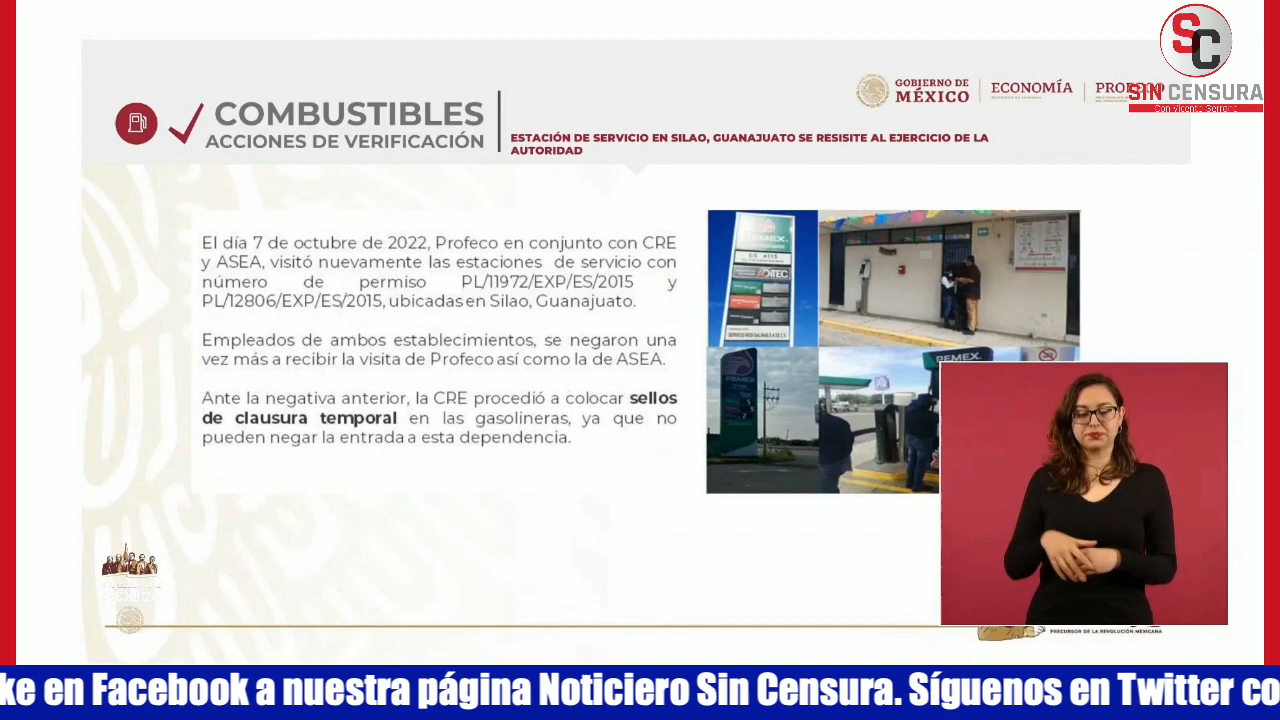 COMBUSTIBLES
ACCIONES DE VERIFICACIÓN
ESTACIÓN DE SERVICIO EN SILAO, GUANAJUATO SE RESISITE AL EJERCICIO DE LA
AUTORIDAD
GOBIERNO DE
MÉXICO
ECONOMÍA
SC
SIN CENSURA
Con Vicente Serrano
El día 7 de octubre de 2022, Profeco en conjunto con CRE
y ASEA, visitó nuevamente las estaciones de servicio con
número de permiso PL/11972/EXP/ES/2015 y
PL/12806/EXP/ES/2015, ubicadas en Silao, Guanajuato.
Empleados de ambos establecimientos, se negaron una
vez más a recibir la visita de Profeco así como la de ASEA.
Ante la negativa anterior, la CRE procedió a colocar sellos
de clausura temporal en las gasolineras, ya que no
pueden negar la entrada a esta dependencia.
PEMEX
PEMEX
MÉXICO
PRECURSOR DE LA REVOLUCIÓN MEXICANA
ke en Facebook a nuestra página Noticiero Sin Censura. Síguenos en Twitter co